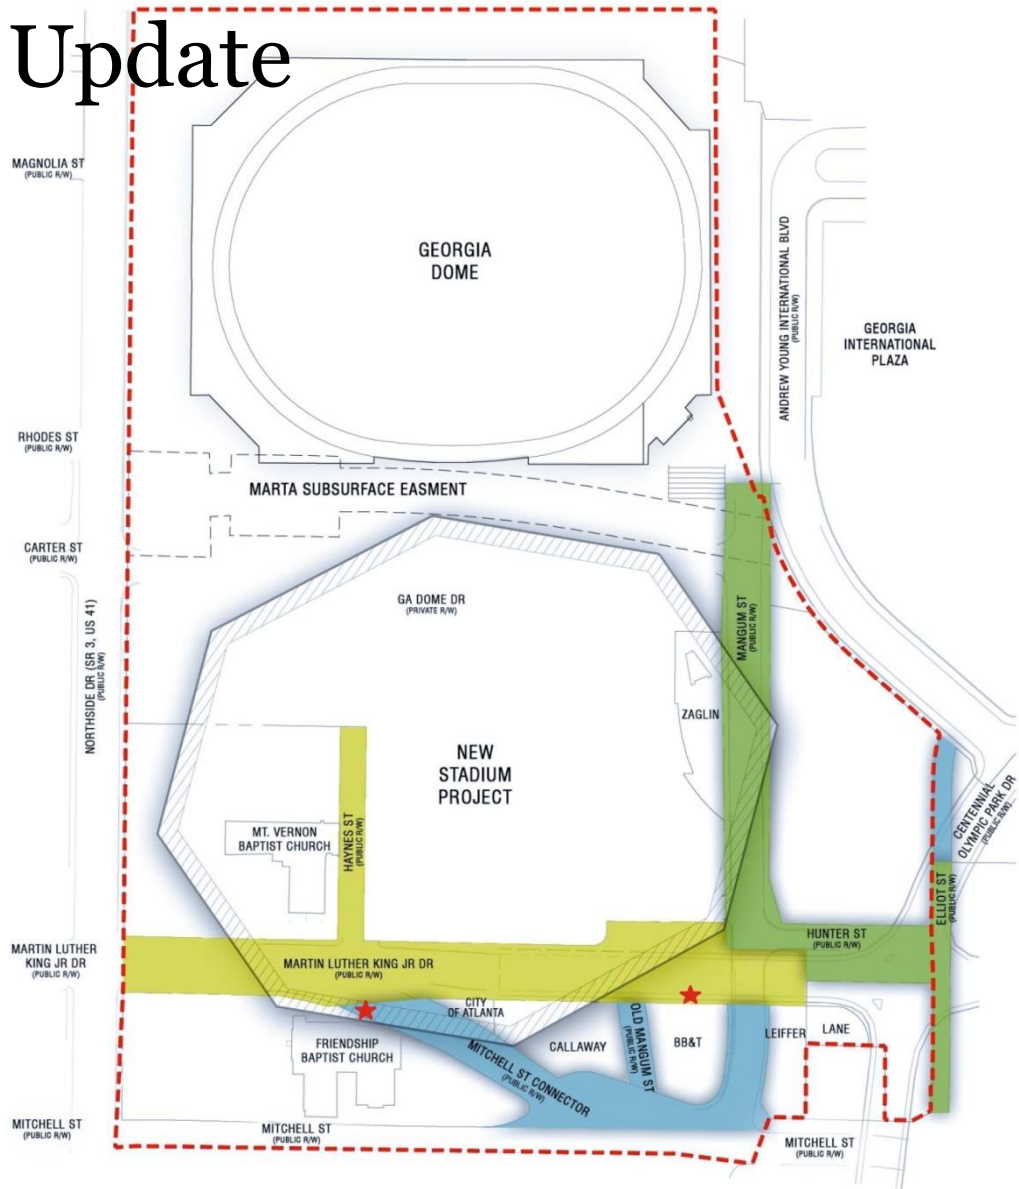 Update
MAGNOLIA ST
(PUBLIC R/W)
GEORGIA
DOME
ANDREW YOUNG INTERNATIONAL BLVD
(PUBLIC R/W)
GEORGIA
INTERNATIONAL
PLAZA
RHODES ST
(PUBLIC R/W)
MARTA SUBSURFACE EASMENT
CARTER ST
(PUBLIC R/W)
GA DOME DR
(PRIVATE R/W)
MANGUM ST
(PUBLIC R/W)
NORTHSIDE DR (SR 3, US 41)
(PUBLIC R/W)
ZAGLIN
NEW
STADIUM
PROJECT
MT. VERNON
BAPTIST CHURCH
HAYNES ST
(PUBLIC R/W)
CENTENNIAL
OLYMPIC PARK DR
(PUBLIC R/W)
ELLIOT ST
(PUBLIC R/W)
MARTIN LUTHER
KING JR DR
(PUBLIC R/W)
MARTIN LUTHER KING JR DR
(PUBLIC R/W)
HUNTER ST
(PUBLIC R/W)
CITY
OF ATLANTA
FRIENDSHIP
BAPTIST CHURCH
MITCHELL ST CONNECTOR
(PUBLIC R/W)
CALLAWAY
OLD MANGUM ST
(PUBLIC R/W)
BB&T
LEIFFER
LANE
MITCHELL ST
(PUBLIC R/W)
MITCHELL ST
(PUBLIC R/W)
MITCHELL ST
(PUBLIC R/W)